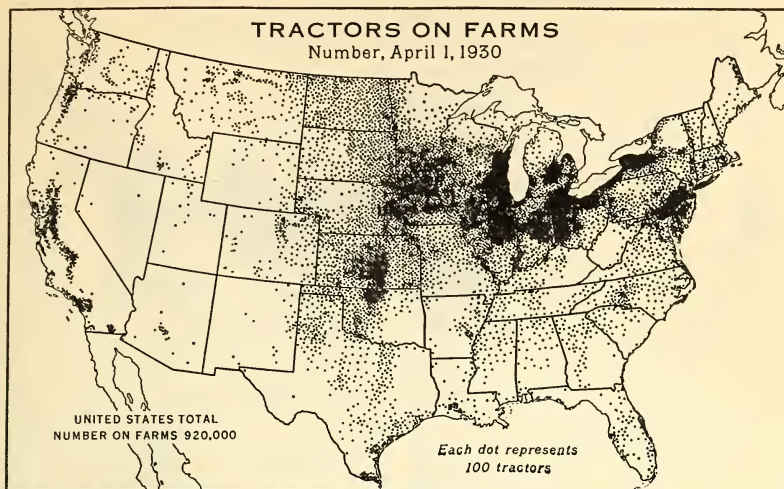 TRACTORS ON FARMS
Number, April 1, 1930
UNITED STATES TOTAL
NUMBER ON FARMS 920,000
Each dot represents
100 tractors